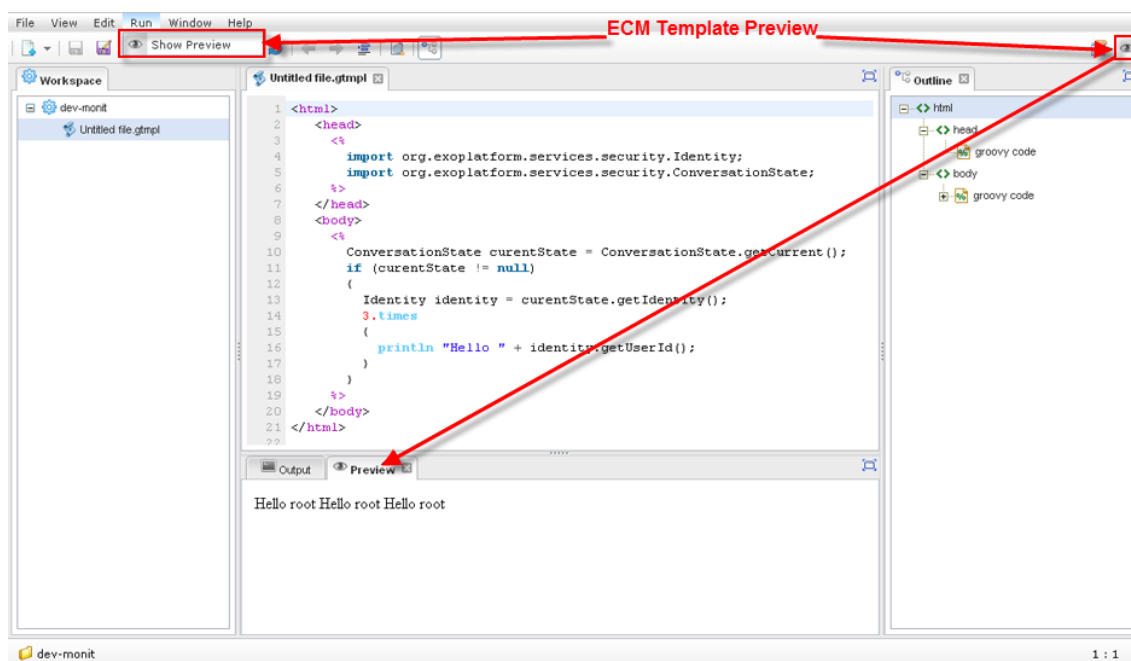 File View Edit Run Window Help
ECM Template Preview
Show Preview
Workspace
Untitled file.gtmpl
Outline
dev-monit
Untitled file.gtmpl
1 <html>
2 <head>
3 <%
4 import org.exoplatform.services.security.Identity;
5 import org.exoplatform.services.security.ConversationState;
6 %>
7 </head>
8 <body>
9 <%
10 ConversationState curentState = ConversationState.getCurrent();
11 if (curentState != null)
12 {
13 Identity identity = curentState.getIdentity();
14 3.times
15 {
16 println "Hello " + identity.getUserId();
17 }
18 }
19 %>
20 </body>
21 </html>
22
<> html
<> head
groovy code
<> body
groovy code
Output
Preview
Hello root Hello root Hello root
dev-monit
1 : 1